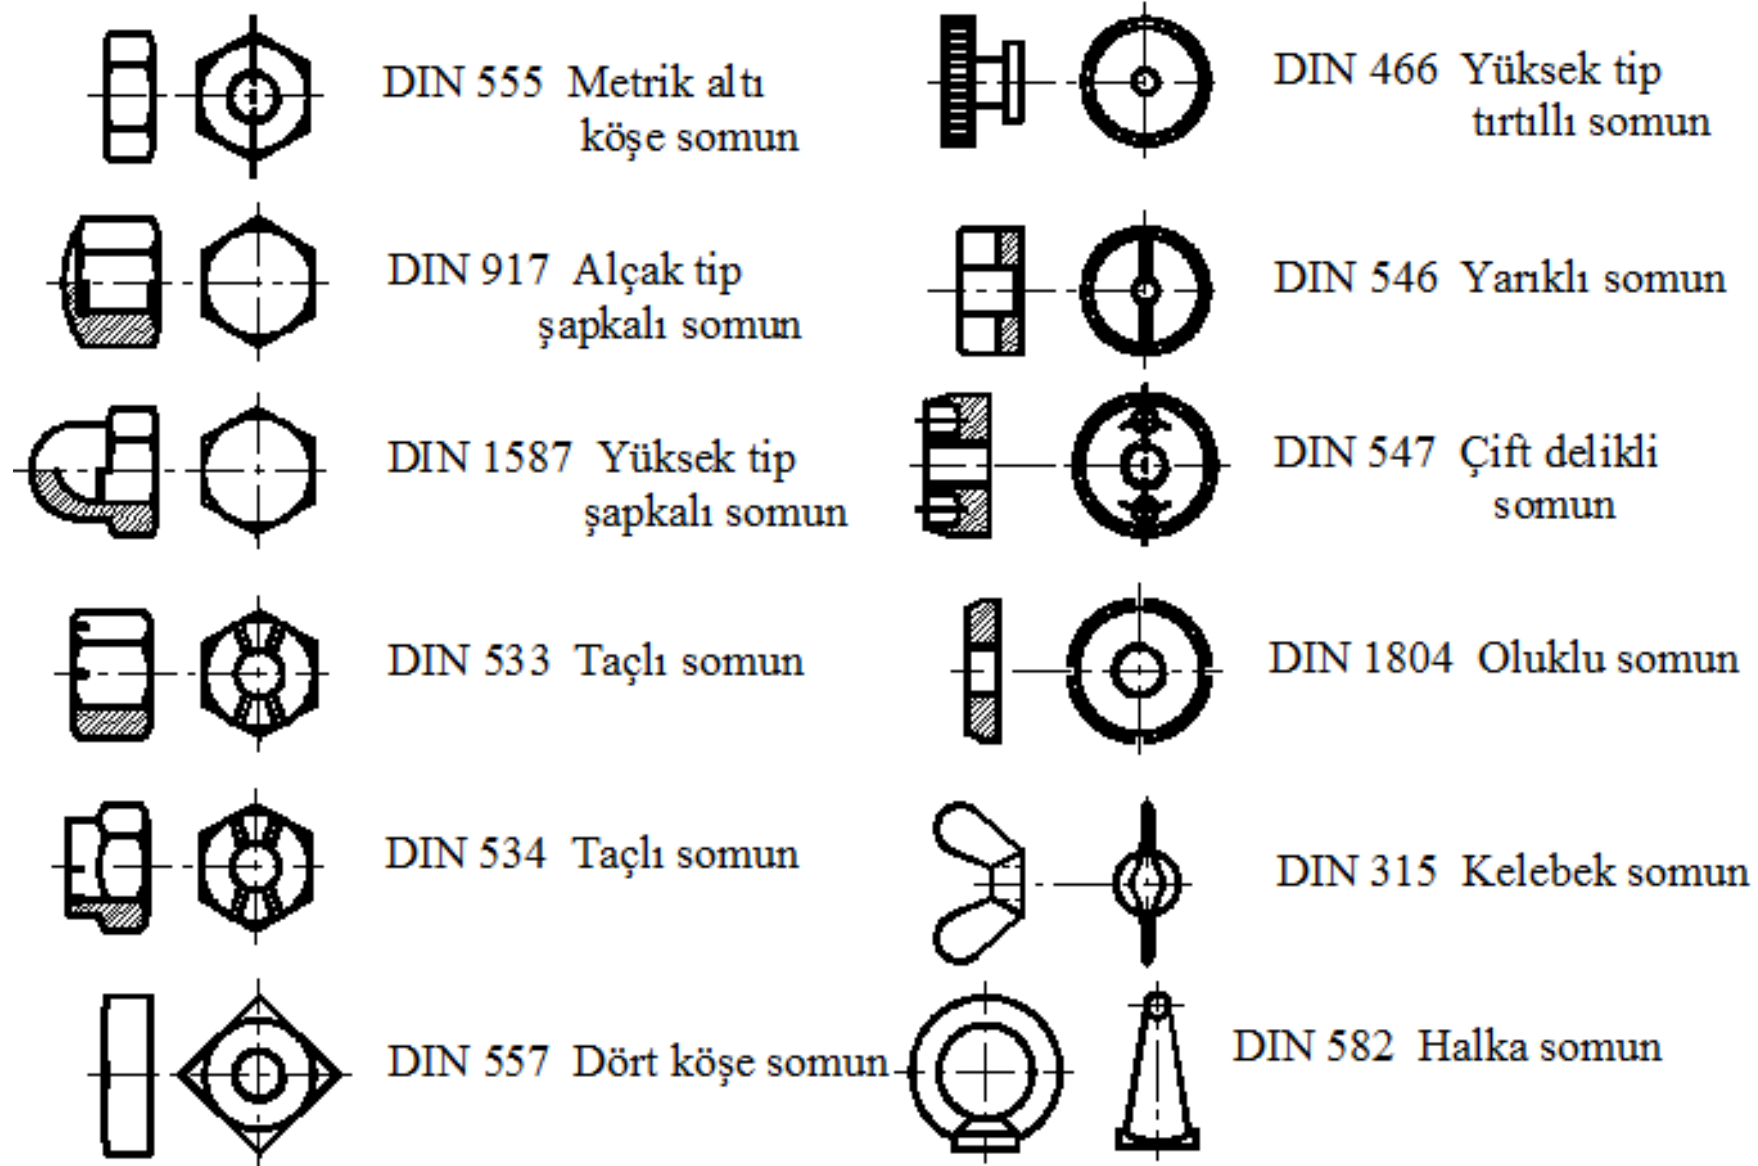 DIN 555 Metrik altı
köşe somun
DIN 917 Alçak tip
şapkalı somun
DIN 1587 Yüksek tip
şapkalı somun
DIN 533 Taçlı somun
DIN 534 Taçlı somun
DIN 557 Dört köşe somun
DIN 466 Yüksek tip
tırtıllı somun
DIN 546 Yarıklı somun
DIN 547 Çift delikli
somun
DIN 1804 Oluklu somun
DIN 315 Kelebek somun
DIN 582 Halka somun